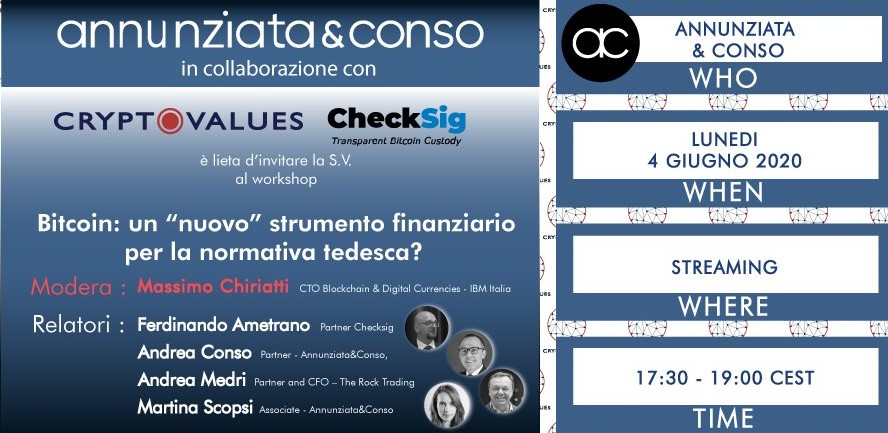 annunziata&conso
in collaborazione con
CRYPTOVALUES
CheckSig
Transparent Bitcoin Custody
è lieta d'invitare la S.V.
al workshop
Bitcoin: un “nuovo” strumento finanziario
per la normativa tedesca?
Modera : Massimo Chiriatti CTO Blockchain & Digital Currencies - IBM Italia
Relatori : Ferdinando Ametrano Partner Checksig
Andrea Conso Partner - Annunziata&Conso,
Andrea Medri Partner and CFO – The Rock Trading
Martina Scopsi Associate - Annunziata&Conso
ac
ANNUNZIATA
& CONSO
WHO
LUNEDI
4 GIUGNO 2020
WHEN
STREAMING
WHERE
17:30 - 19:00 CEST
TIME